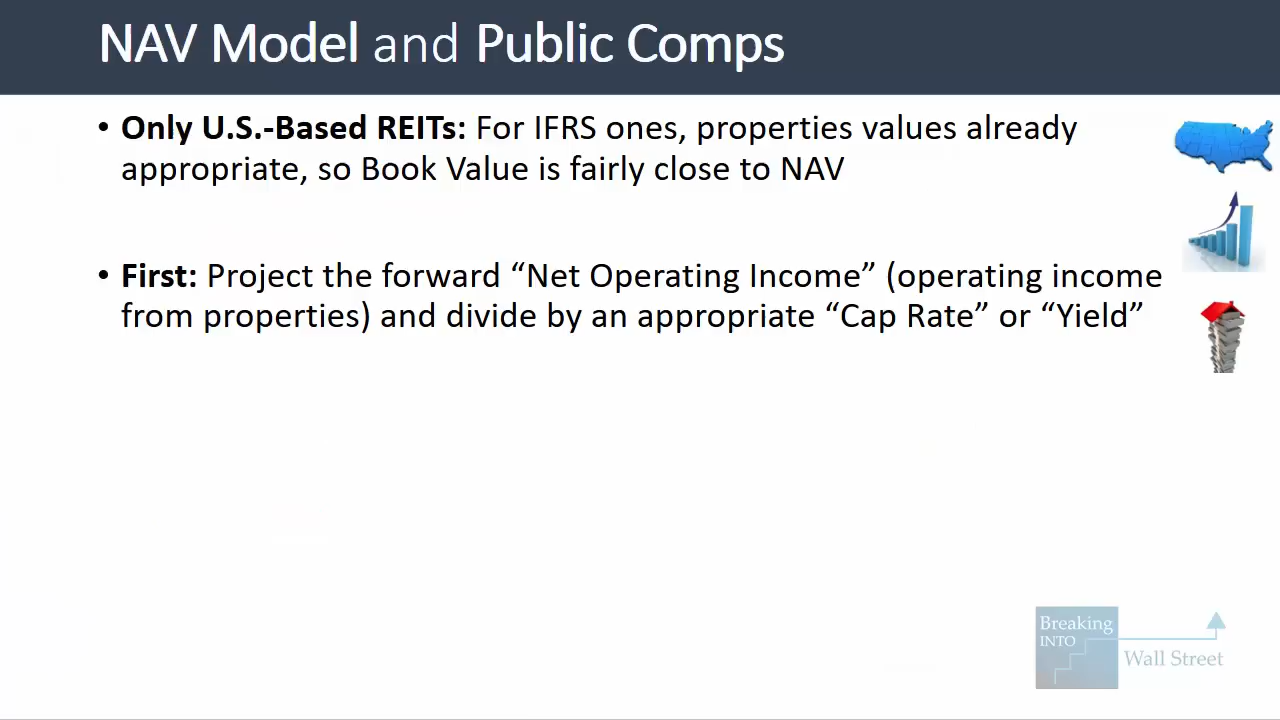 NAV Model and Public Comps
• Only U.S.-Based REITs: For IFRS ones, properties values already
appropriate, so Book Value is fairly close to NAV
• First: Project the forward “Net Operating Income” (operating income
from properties) and divide by an appropriate “Cap Rate” or “Yield”
Breaking
INTO
Wall Street